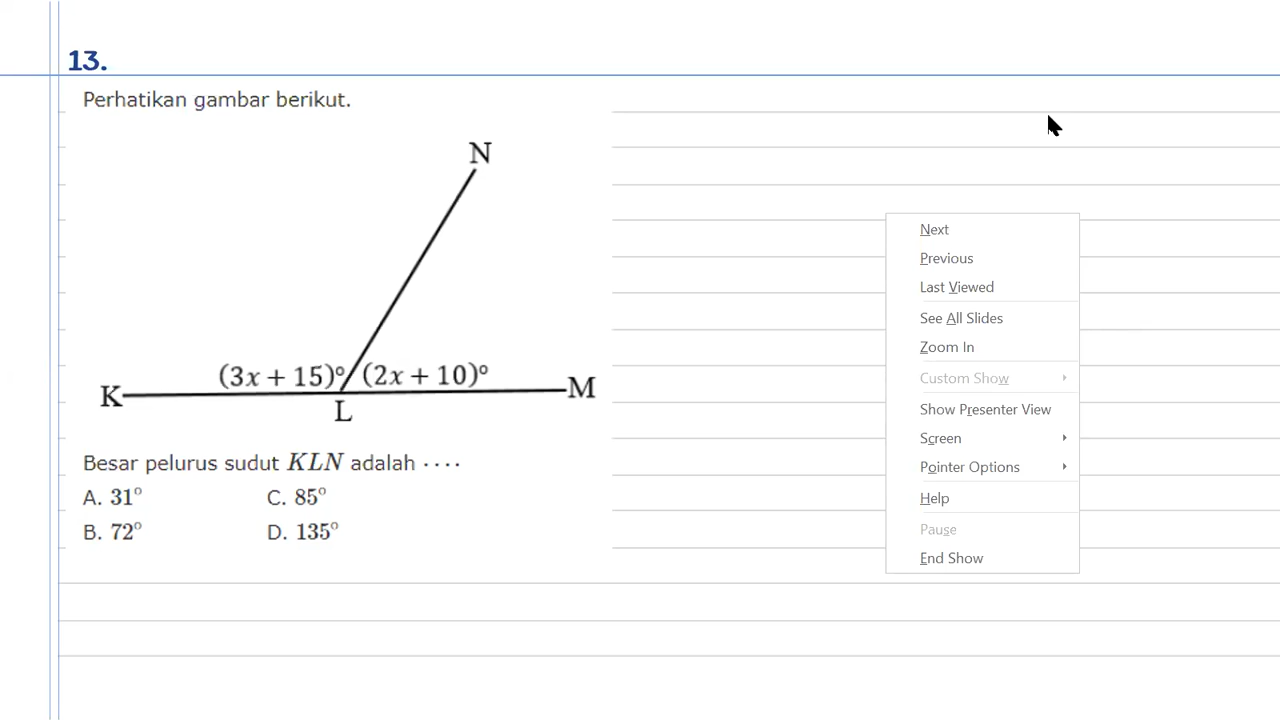 13.
Perhatikan gambar berikut.
N
(3x + 15)° (2x + 10)°
K L M
Besar pelurus sudut KLN adalah ····
A. 31° C. 85°
B. 72° D. 135°
Next
Previous
Last Viewed
See All Slides
Zoom In
Custom Show
Show Presenter View
Screen
Pointer Options
Help
Pause
End Show